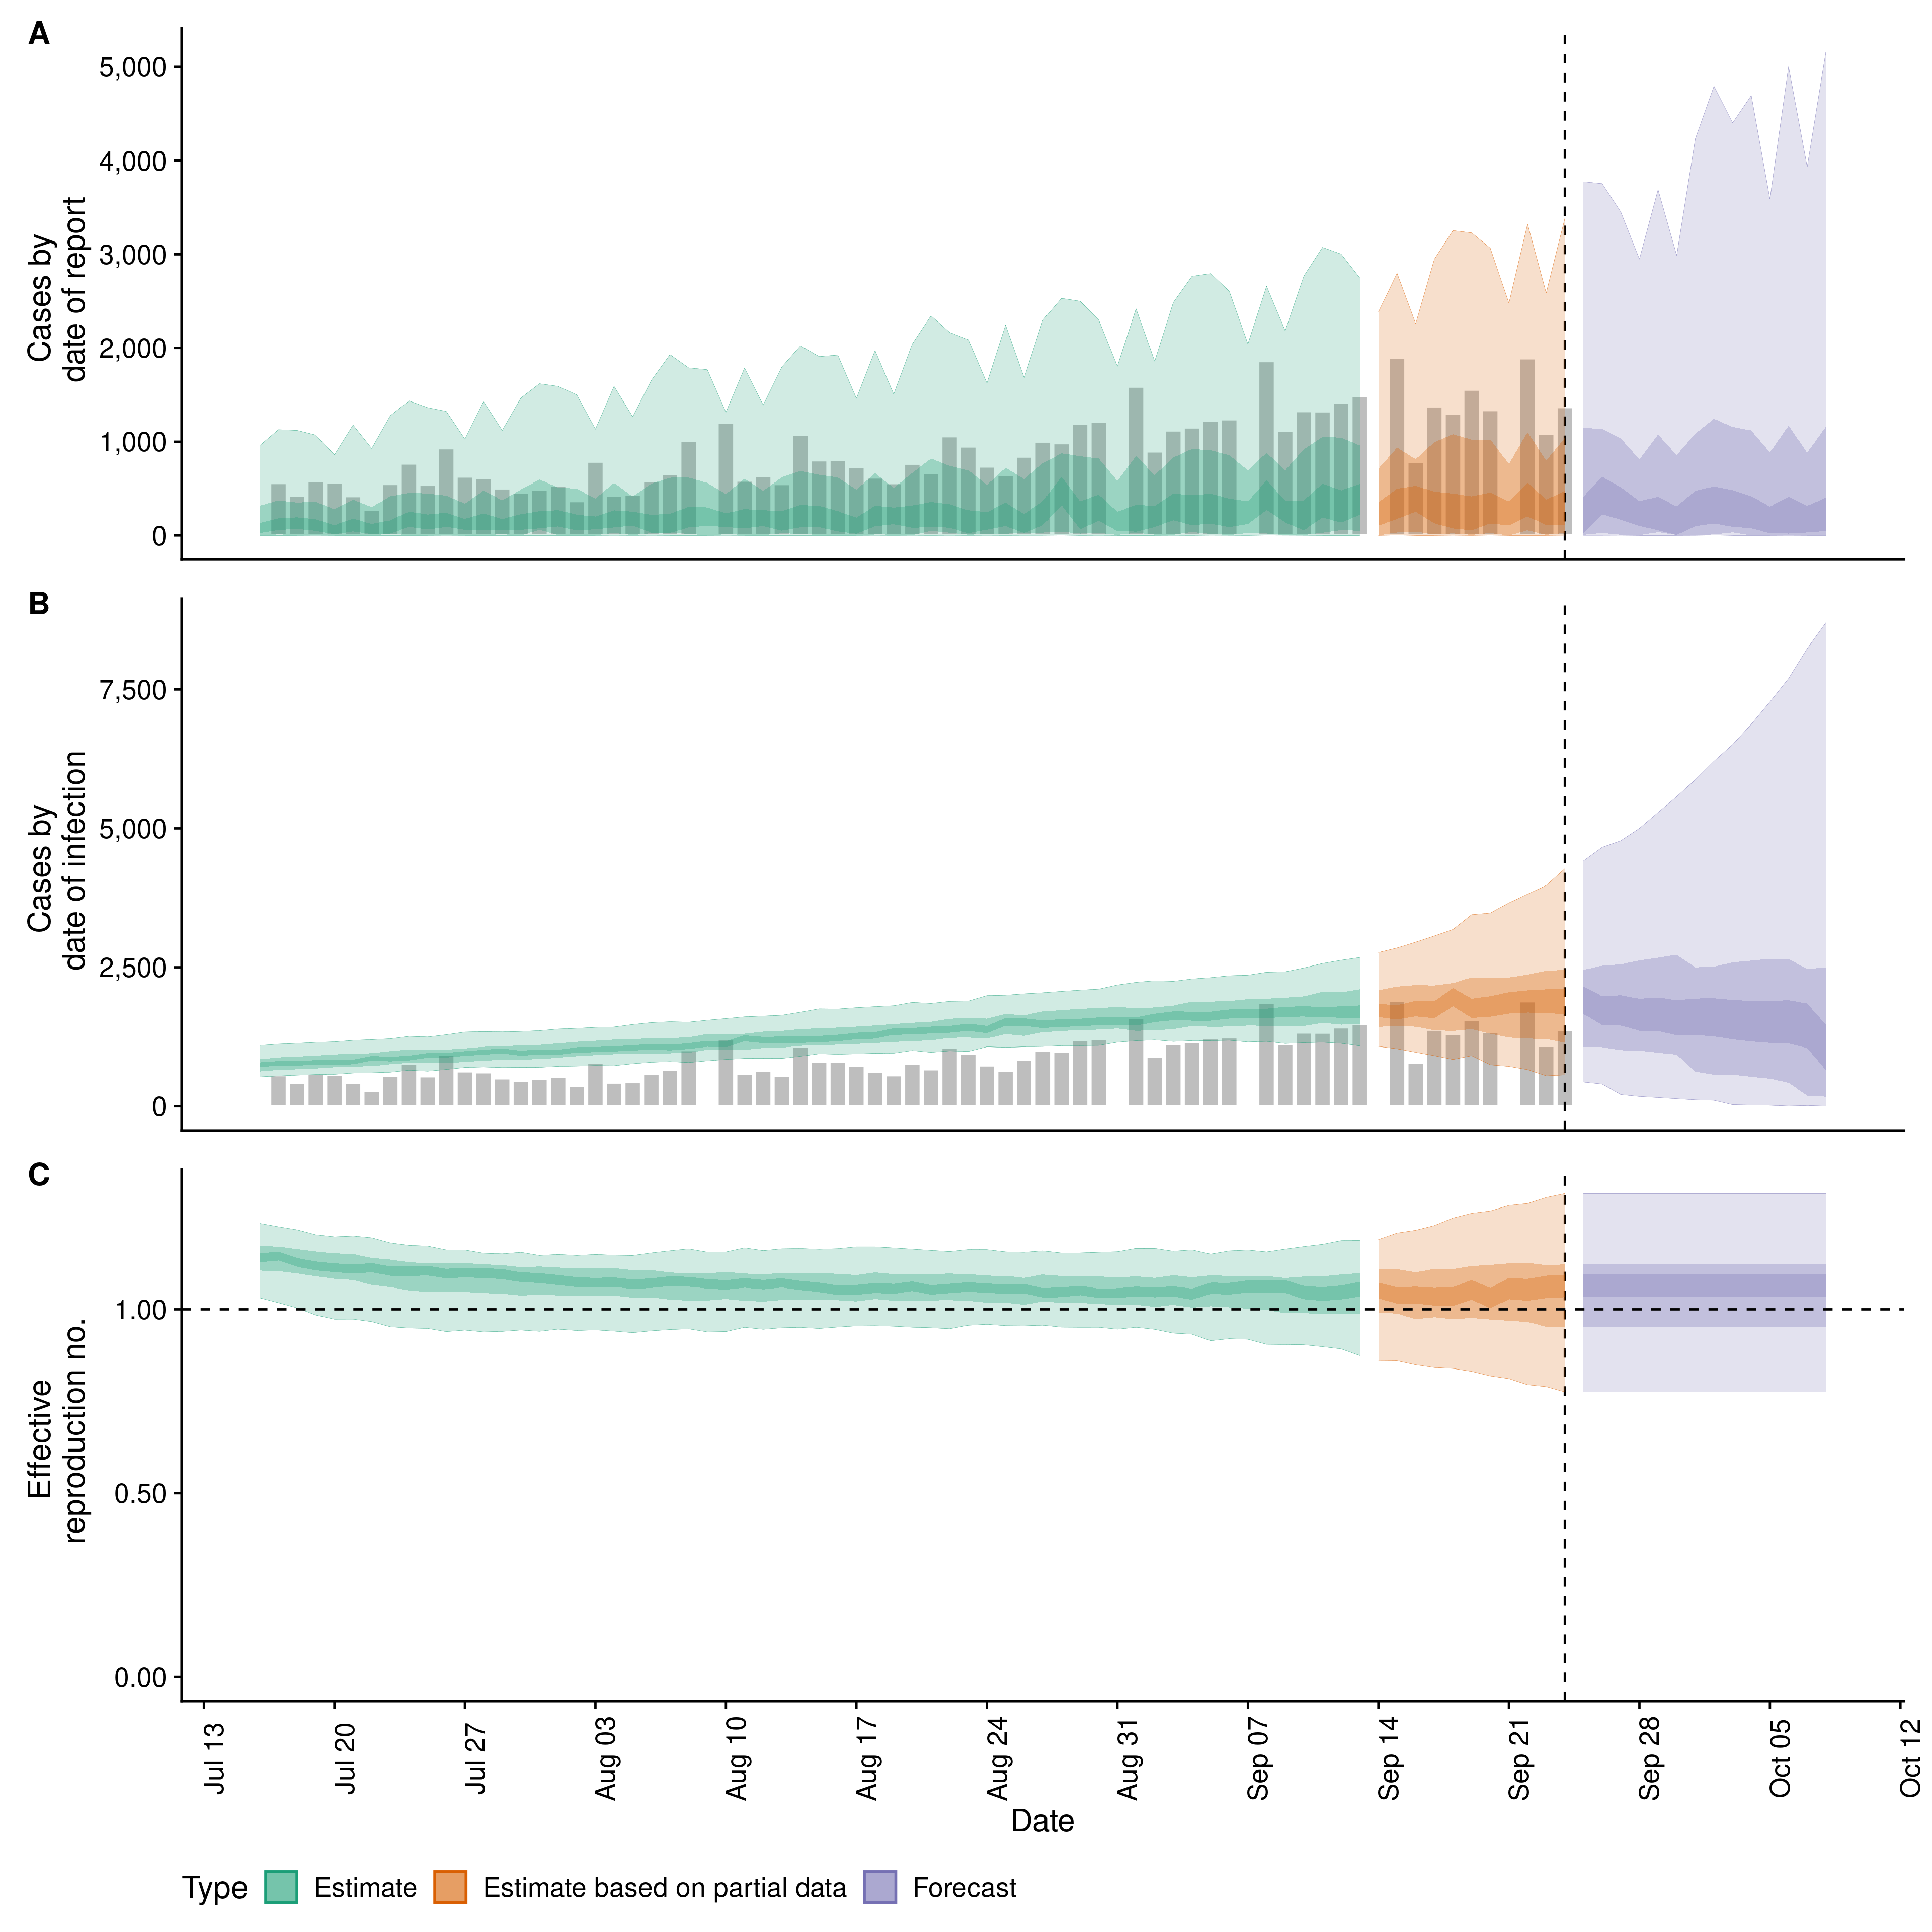 A
Cases by
date of report
5,000
4,000
3,000
2,000
1,000
0
B
Cases by
date of infection
7,500
5,000
2,500
0
C
Effective
reproduction no.
1.00
0.50
0.00
Jul 13
Jul 20
Jul 27
Aug 03
Aug 10
Aug 17
Aug 24
Aug 31
Sep 07
Sep 14
Sep 21
Sep 28
Oct 05
Oct 12
Date
Type Estimate Estimate based on partial data Forecast